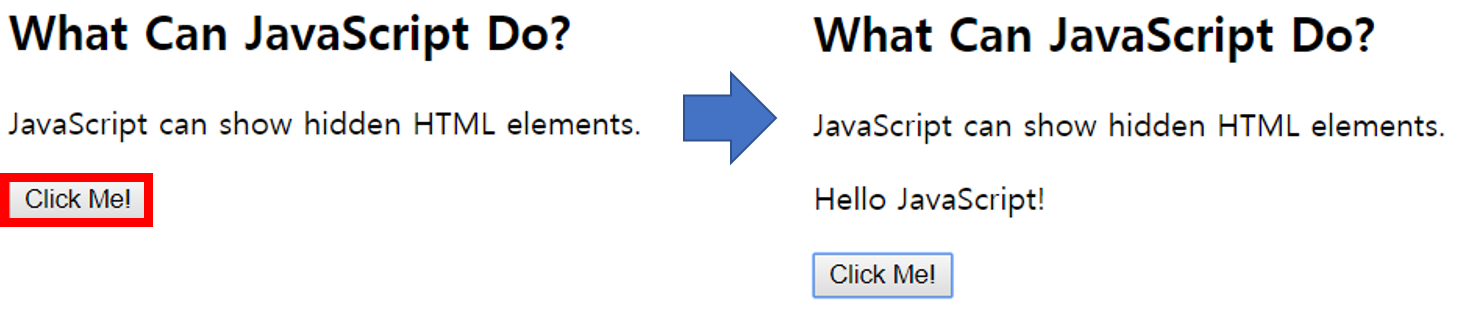 What Can JavaScript Do?
JavaScript can show hidden HTML elements.
Click Me!
What Can JavaScript Do?
JavaScript can show hidden HTML elements.
Hello JavaScript!
Click Me!